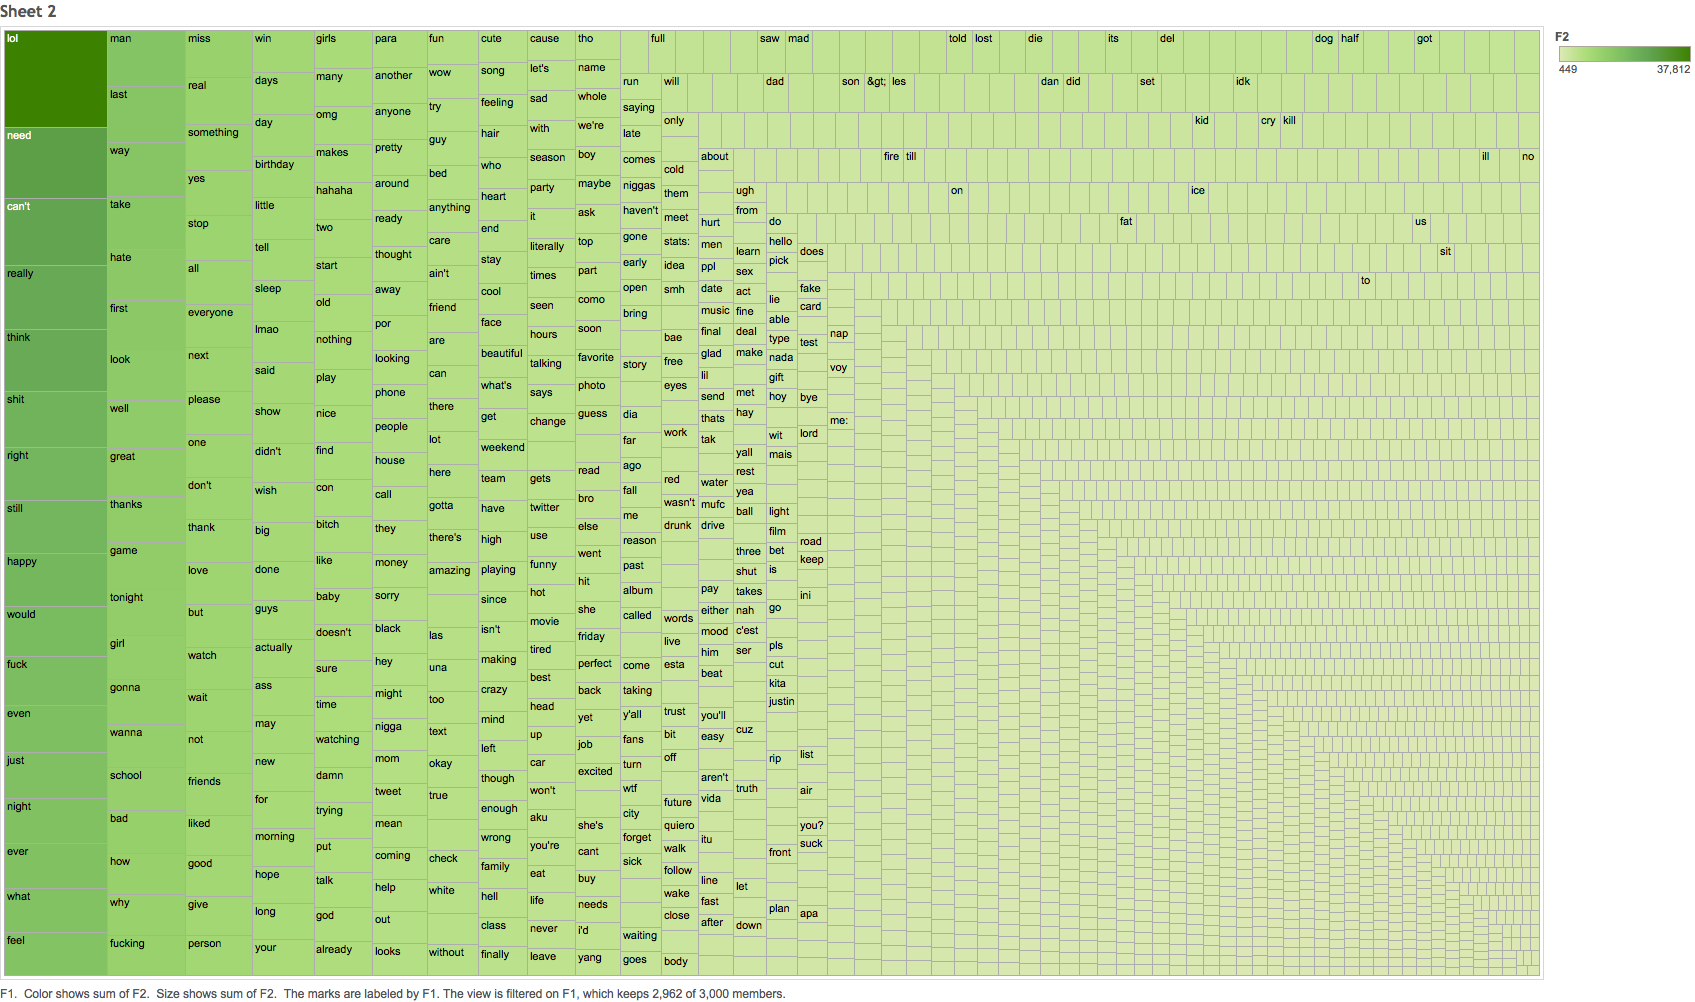 Sheet 2
lol
need
can't
really
think
shit
right
still
happy
would
fuck
even
just
night
ever
what
feel
man
last
way
take
hate
first
look
well
great
thanks
game
tonight
girl
gonna
wanna
school
bad
how
why
fucking
miss
real
something
yes
stop
all
everyone
next
please
one
don't
thank
love
but
watch
wait
not
friends
liked
good
give
person
win
days
day
birthday
little
tell
sleep
lmao
said
show
didn't
wish
big
done
guys
actually
ass
may
new
for
morning
hope
long
your
girls
many
omg
makes
hahaha
two
start
old
nothing
play
nice
find
con
bitch
like
baby
doesn't
sure
time
watching
damn
trying
put
talk
god
already
para
another
anyone
pretty
around
ready
thought
away
por
looking
phone
people
house
call
they
money
sorry
black
hey
might
nigga
mom
tweet
mean
coming
help
out
looks
fun
wow
try
guy
bed
anything
care
ain't
friend
are
can
there
lot
here
gotta
there's
amazing
las
una
too
text
okay
true
check
white
without
cute
song
feeling
hair
who
heart
end
stay
cool
face
beautiful
what's
get
weekend
team
have
high
playing
since
isn't
making
crazy
mind
left
though
enough
wrong
family
hell
class
finally
cause
let's
sad
with
season
party
it
literally
times
seen
hours
talking
says
change
gets
twitter
use
funny
hot
movie
tired
best
head
up
car
won't
aku
you're
eat
life
never
leave
tho
name
whole
we're
boy
maybe
ask
top
part
como
soon
favorite
photo
guess
read
bro
else
went
hit
she
friday
perfect
back
yet
job
excited
she's
cant
buy
needs
i'd
yang
full
saw
mad
told
lost
die
its
del
dog
half
got
run
will
dad
son
&gt;
les
dan
did
set
idk
saying
late
comes
niggas
haven't
gone
early
open
bring
story
dia
far
ago
fall
me
reason
past
album
called
come
taking
y'all
fans
turn
wtf
city
forget
sick
waiting
goes
only
kid
cry
kill
cold
them
meet
stats:
idea
smh
bae
free
eyes
work
red
wasn't
drunk
words
live
esta
trust
bit
off
future
quiero
walk
follow
wake
close
body
about
fire
till
ill
no
hurt
men
ppl
date
music
final
glad
lil
send
thats
tak
water
mufc
drive
pay
either
mood
him
beat
you'll
easy
aren't
vida
itu
line
fast
after
ugh
on
ice
from
learn
sex
act
fine
deal
make
met
hay
yall
rest
yea
ball
three
shut
takes
nah
c'est
ser
cuz
truth
let
down
do
fat
us
hello
pick
lie
able
type
nada
gift
hoy
wit
mais
light
film
bet
is
go
pls
cut
kita
justin
rip
front
plan
does
sit
fake
card
test
bye
lord
road
keep
ini
list
air
you?
suck
apa
to
nap
voy
me:
F2
449 37,812
F1. Color shows sum of F2. Size shows sum of F2. The marks are labeled by F1. The view is filtered on F1, which keeps 2,962 of 3,000 members.